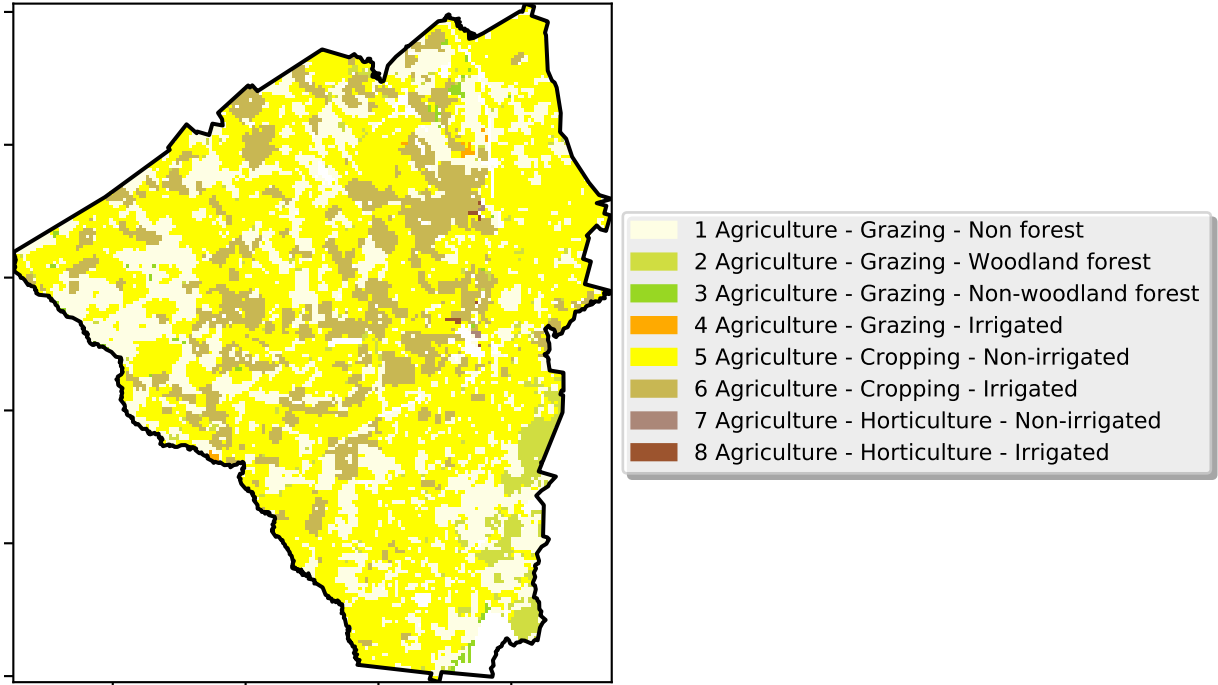 1 Agriculture - Grazing - Non forest
2 Agriculture - Grazing - Woodland forest
3 Agriculture - Grazing - Non-woodland forest
4 Agriculture - Grazing - Irrigated
5 Agriculture - Cropping - Non-irrigated
6 Agriculture - Cropping - Irrigated
7 Agriculture - Horticulture - Non-irrigated
8 Agriculture - Horticulture - Irrigated